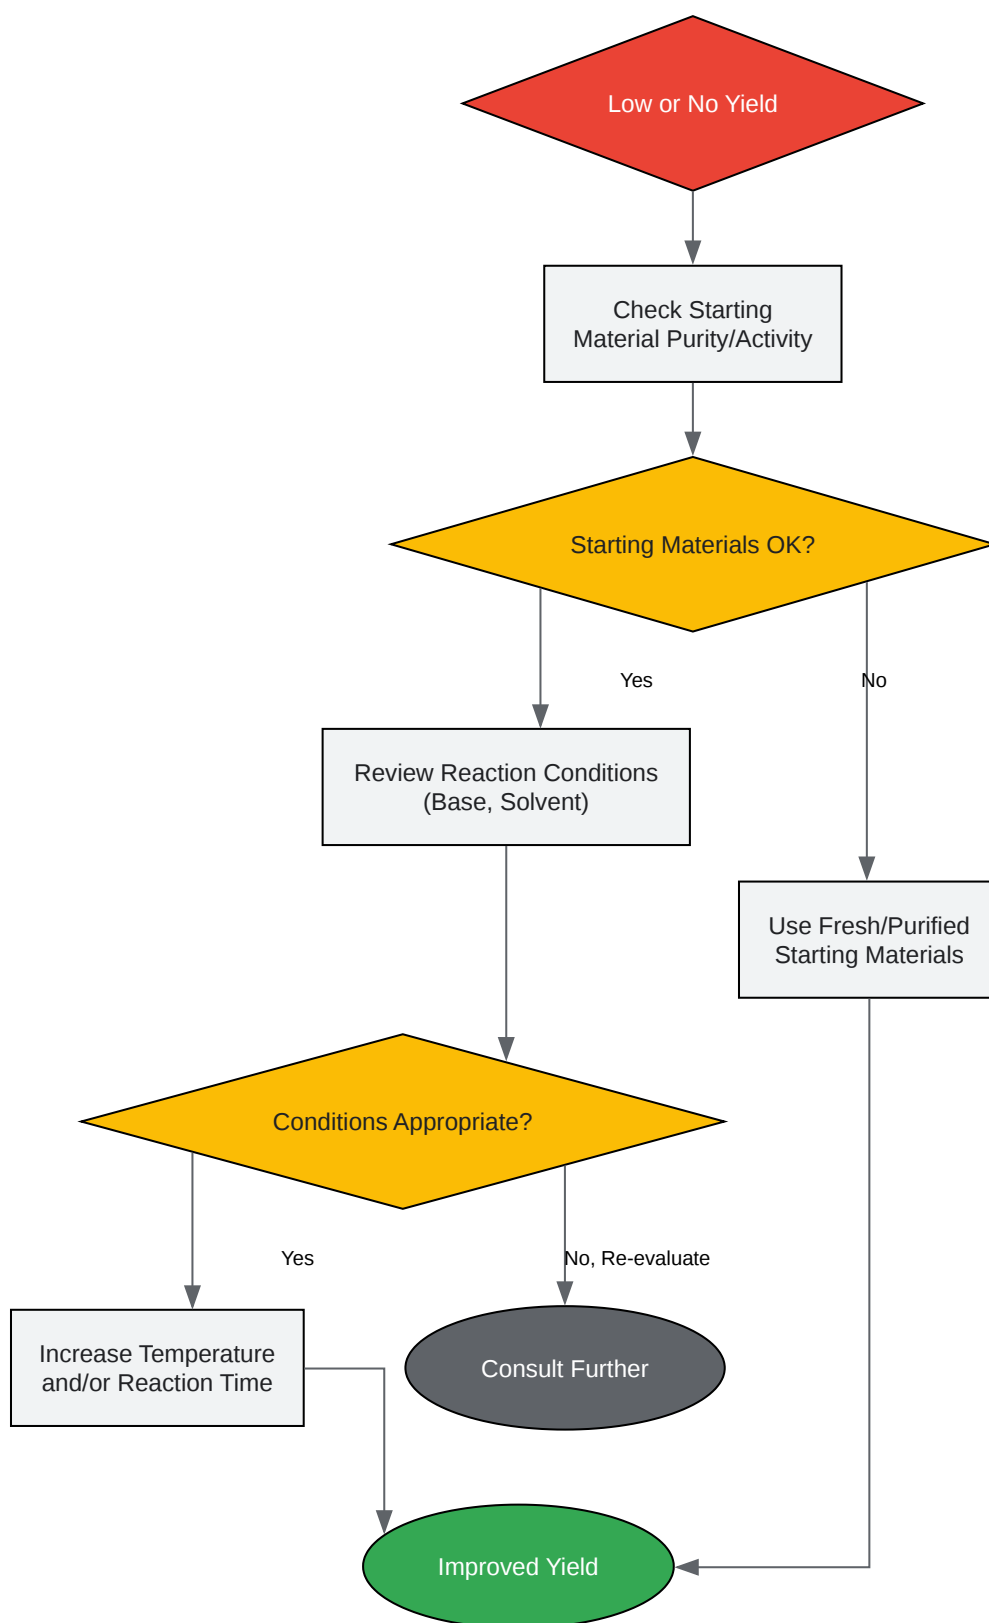 Low or No Yield
Check Starting
Material Purity/Activity
Starting Materials OK?
Yes
No
Review Reaction Conditions
(Base, Solvent)
Use Fresh/Purified
Starting Materials
Conditions Appropriate?
Yes
No, Re-evaluate
Increase Temperature
and/or Reaction Time
Consult Further
Improved Yield